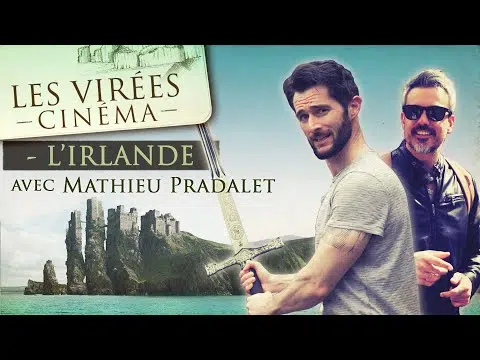 LES VIRÉES
- CINÉMA -
- L'IRLANDE
AVEC MATHIEU PRADALET